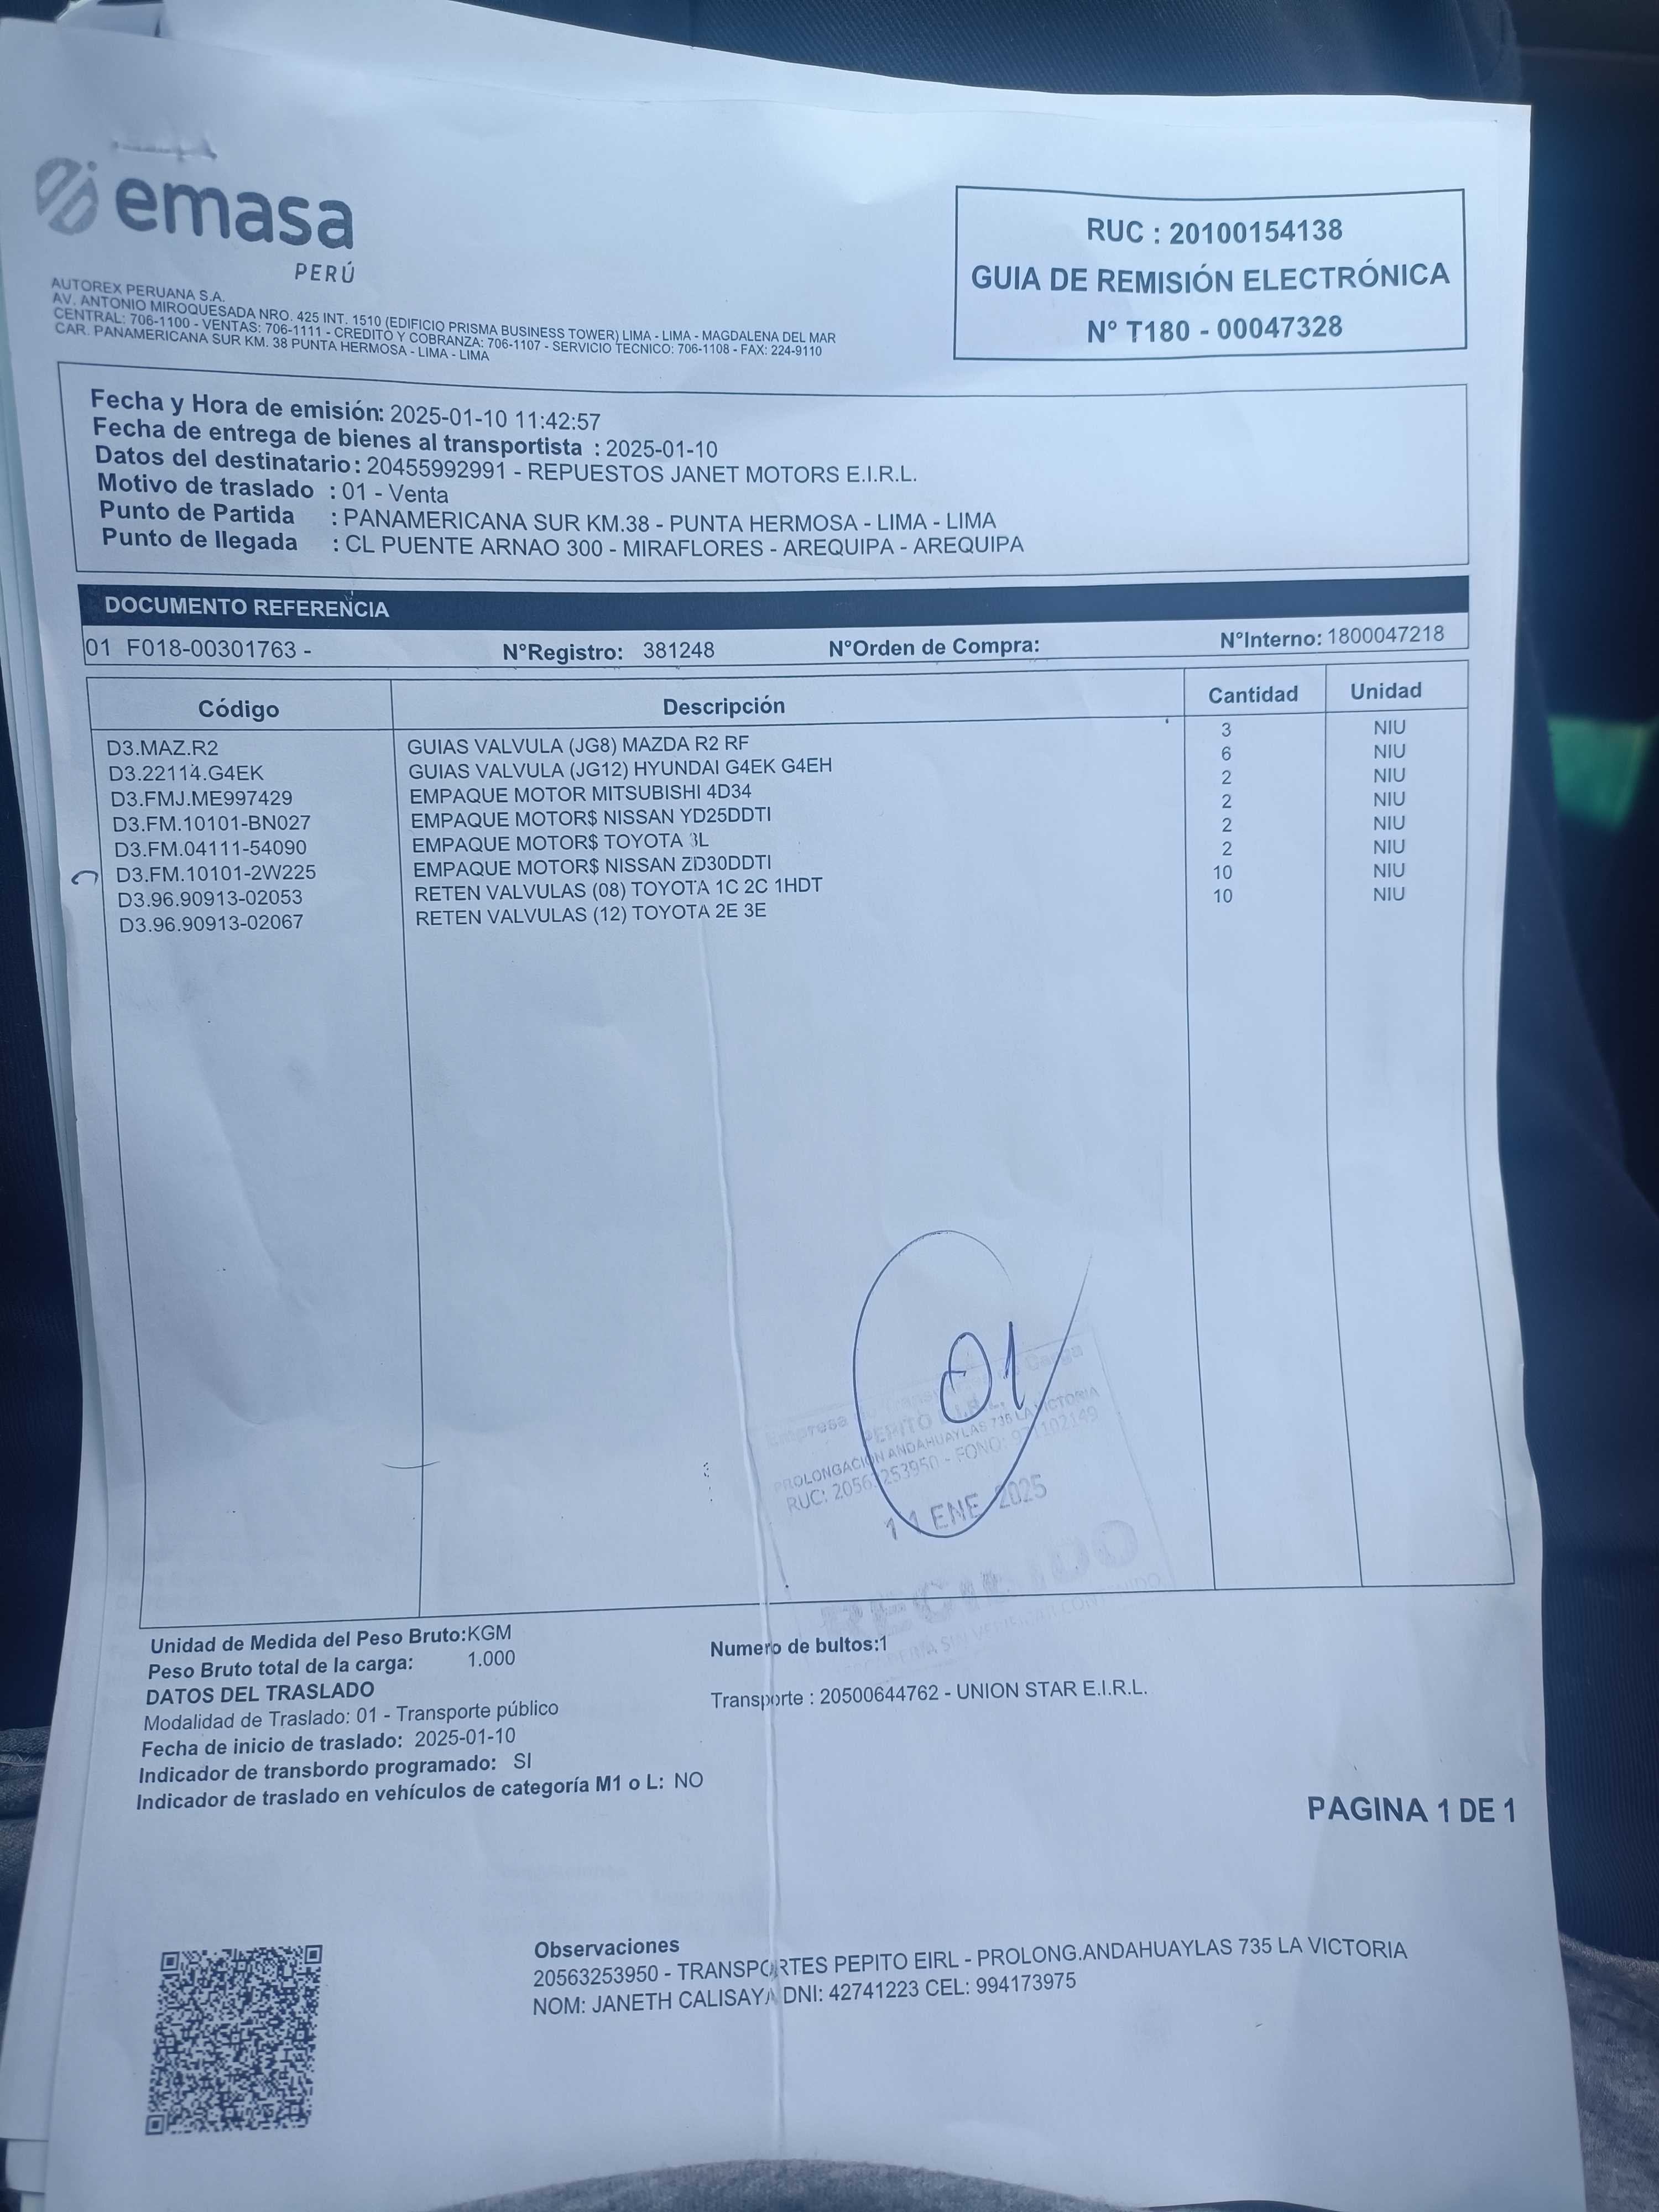 emasa
PERÚ
AUTOREX PERUANA S.A.
AV. ANTONIO MIROQUESADA NRO. 425 INT. 1510 (EDIFICIO PRISMA BUSINESS TOWER) LIMA - LIMA - MAGDALENA DEL MAR
CENTRAL: 706-1100 - VENTAS: 706-1111 - CREDITO Y COBRANZA: 706-1107 - SERVICIO TECNICO: 706-1108 - FAX: 224-9110
CAR. PANAMERICANA SUR KM. 38 PUNTA HERMOSA - LIMA - LIMA
RUC : 20100154138
GUIA DE REMISIÓN ELECTRÓNICA
N° T180 - 00047328
Fecha y Hora de emisión: 2025-01-10 11:42:57
Fecha de entrega de bienes al transportista : 2025-01-10
Datos del destinatario: 20455992991 - REPUESTOS JANET MOTORS E.I.R.L.
Motivo de traslado : 01 - Venta
Punto de Partida : PANAMERICANA SUR KM.38 - PUNTA HERMOSA - LIMA - LIMA
Punto de llegada : CL PUENTE ARNAO 300 - MIRAFLORES - AREQUIPA - AREQUIPA
DOCUMENTO REFERENCIA
01 F018-00301763 - N°Registro: 381248 N°Orden de Compra: N°Interno: 1800047218
Código Descripción Cantidad Unidad
D3.MAZ.R2 GUIAS VALVULA (JG8) MAZDA R2 RF 3 NIU
D3.22114.G4EK GUIAS VALVULA (JG12) HYUNDAI G4EK G4EH 6 NIU
D3.FMJ.ME997429 EMPAQUE MOTOR MITSUBISHI 4D34 2 NIU
D3.FM.10101-BN027 EMPAQUE MOTOR$ NISSAN YD25DDTI 2 NIU
D3.FM.04111-54090 EMPAQUE MOTOR$ TOYOTA 3L 2 NIU
D3.FM.10101-2W225 EMPAQUE MOTOR$ NISSAN ZD30DDTI 2 NIU
D3.96.90913-02053 RETEN VALVULAS (08) TOYOTA 1C 2C 1HDT 10 NIU
D3.96.90913-02067 RETEN VALVULAS (12) TOYOTA 2E 3E 10 NIU
01
Empresa de Transporte de Carga
PEPITO E.I.R.L.
PROLONGACION ANDAHUAYLAS 735 LA VICTORIA
RUC: 20563253950 - FONO:
11 ENE 2025
Unidad de Medida del Peso Bruto:KGM
Peso Bruto total de la carga: 1.000
Numero de bultos:1
DATOS DEL TRASLADO
Modalidad de Traslado: 01 - Transporte público
Transporte : 20500644762 - UNION STAR E.I.R.L.
Fecha de inicio de traslado: 2025-01-10
Indicador de transbordo programado: SI
Indicador de traslado en vehículos de categoría M1 o L: NO
PAGINA 1 DE 1
Observaciones
20563253950 - TRANSPORTES PEPITO EIRL - PROLONG.ANDAHUAYLAS 735 LA VICTORIA
NOM: JANETH CALISAYA DNI: 42741223 CEL: 994173975